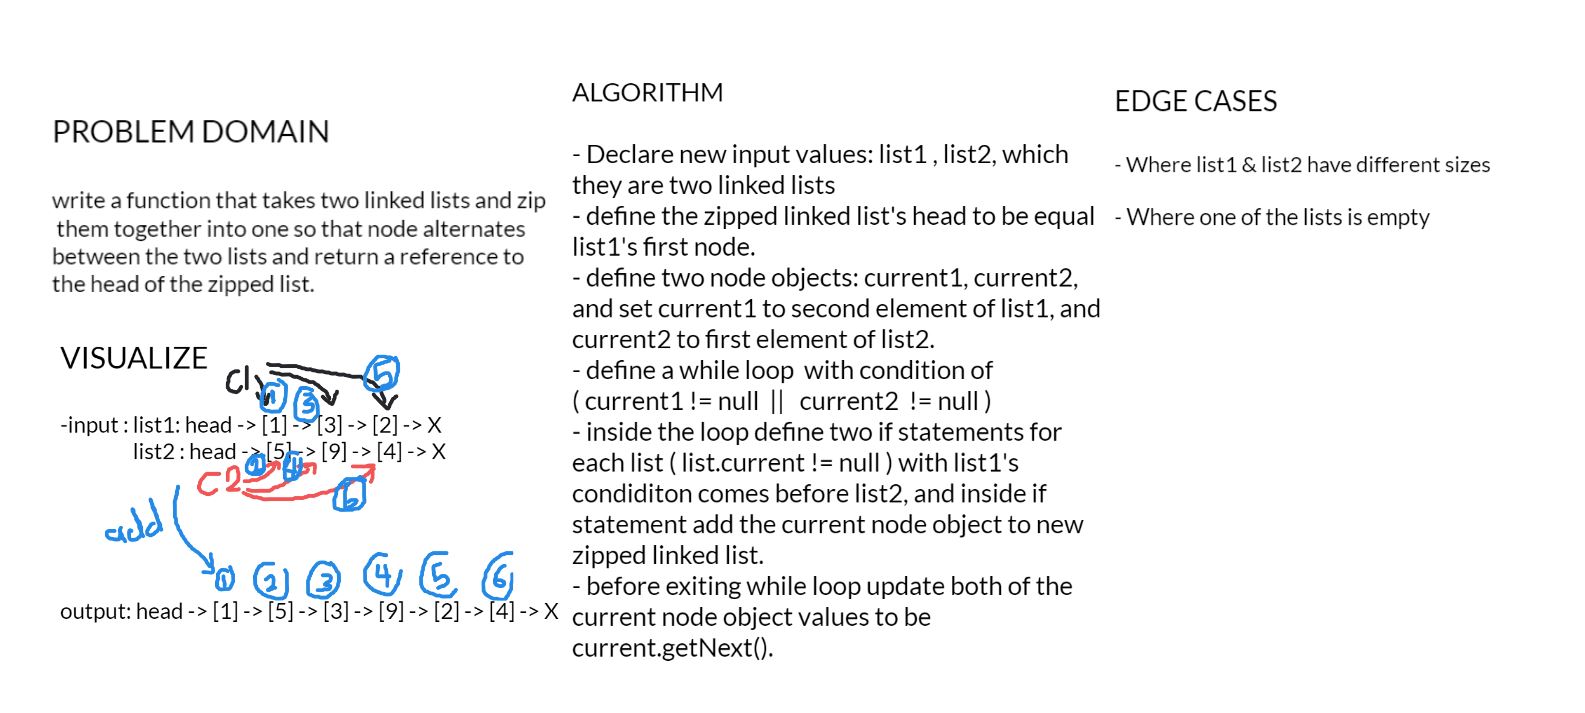 PROBLEM DOMAIN
write a function that takes two linked lists and zip
them together into one so that node alternates
between the two lists and return a reference to
the head of the zipped list.
VISUALIZE
C1
1 3 5
-input : list1: head -> [1] -> [3] -> [2] -> X
list2 : head -> [5] -> [9] -> [4] -> X
C2
2 4 6
add
1 2 3 4 5 6
output: head -> [1] -> [5] -> [3] -> [9] -> [2] -> [4] -> X
ALGORITHM
- Declare new input values: list1 , list2, which
they are two linked lists
- define the zipped linked list's head to be equal
list1's first node.
- define two node objects: current1, current2,
and set current1 to second element of list1, and
current2 to first element of list2.
- define a while loop with condition of
( current1 != null || current2 != null )
- inside the loop define two if statements for
each list ( list.current != null ) with list1's
condiditon comes before list2, and inside if
statement add the current node object to new
zipped linked list.
- before exiting while loop update both of the
current node object values to be
current.getNext().
EDGE CASES
- Where list1 & list2 have different sizes
- Where one of the lists is empty